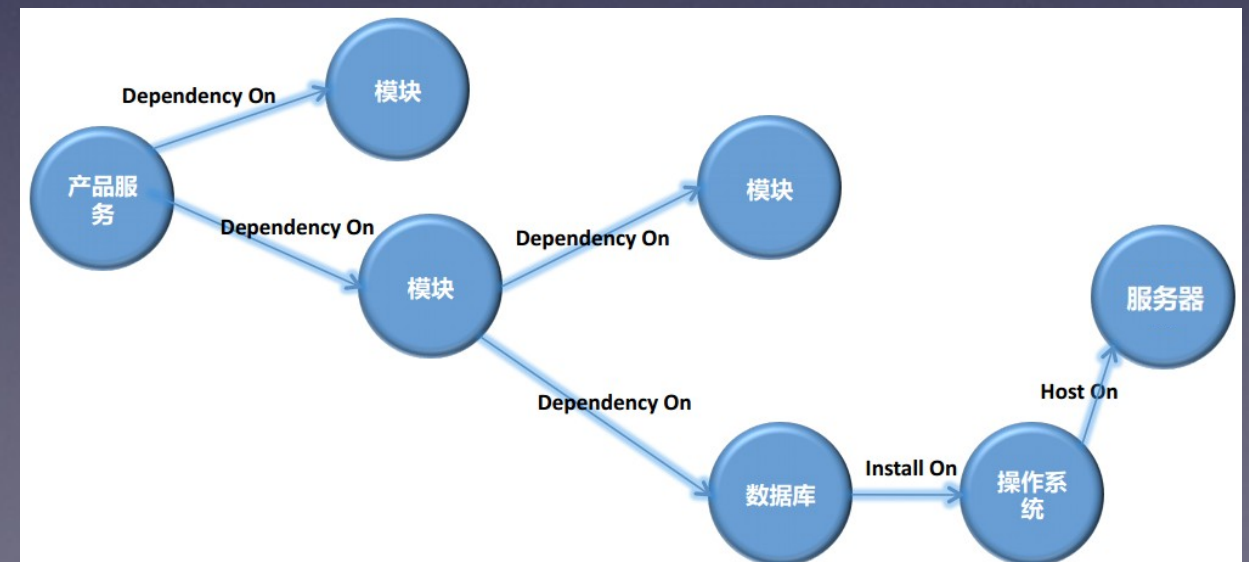 模块
Dependency On
产品服
务
模块
Dependency On
Dependency On
模块
服务器
Dependency On
Host On
Install On
数据库
操作系
统